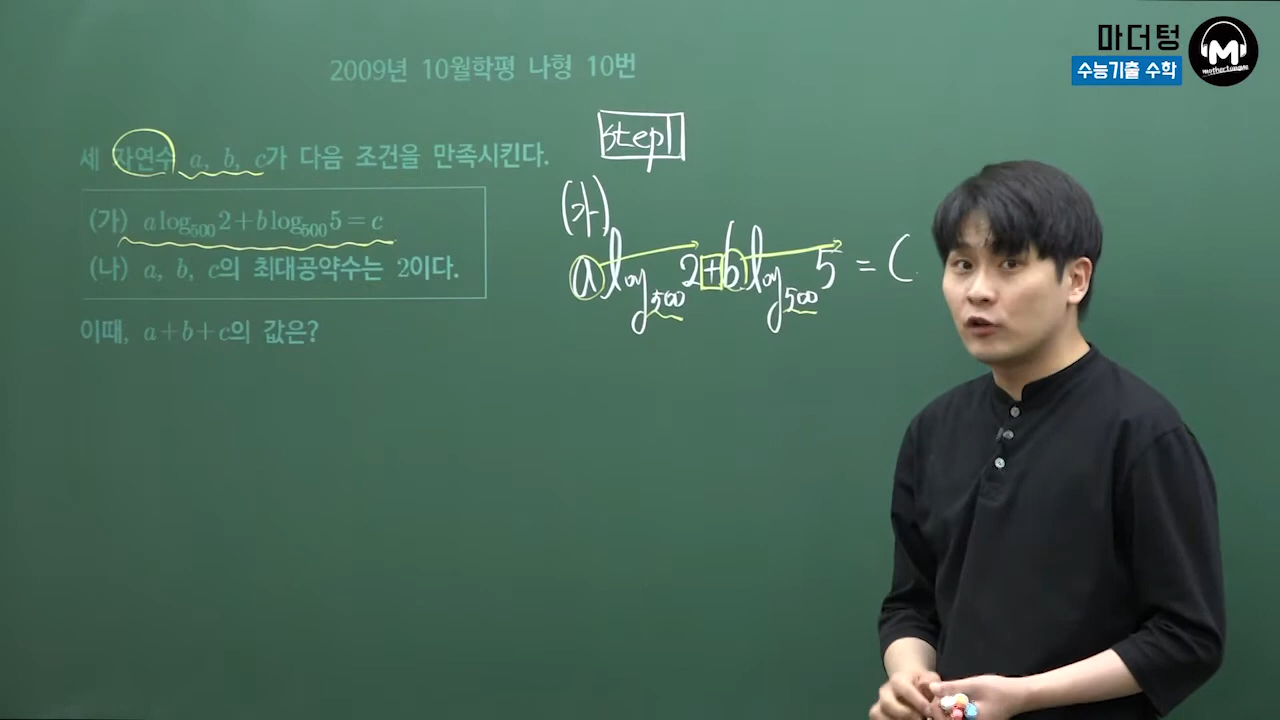 마더텅
수능기출 수학
M
mothertongue
2009년 10월학평 나형 10번
세 자연수 a, b, c가 다음 조건을 만족시킨다.
(가) a log₅₀₀ 2 + b log₅₀₀ 5 = c
(나) a, b, c의 최대공약수는 2이다.
이때, a+b+c의 값은?
step1
(가)
a log₅₀₀ 2 + b log₅₀₀ 5 = C